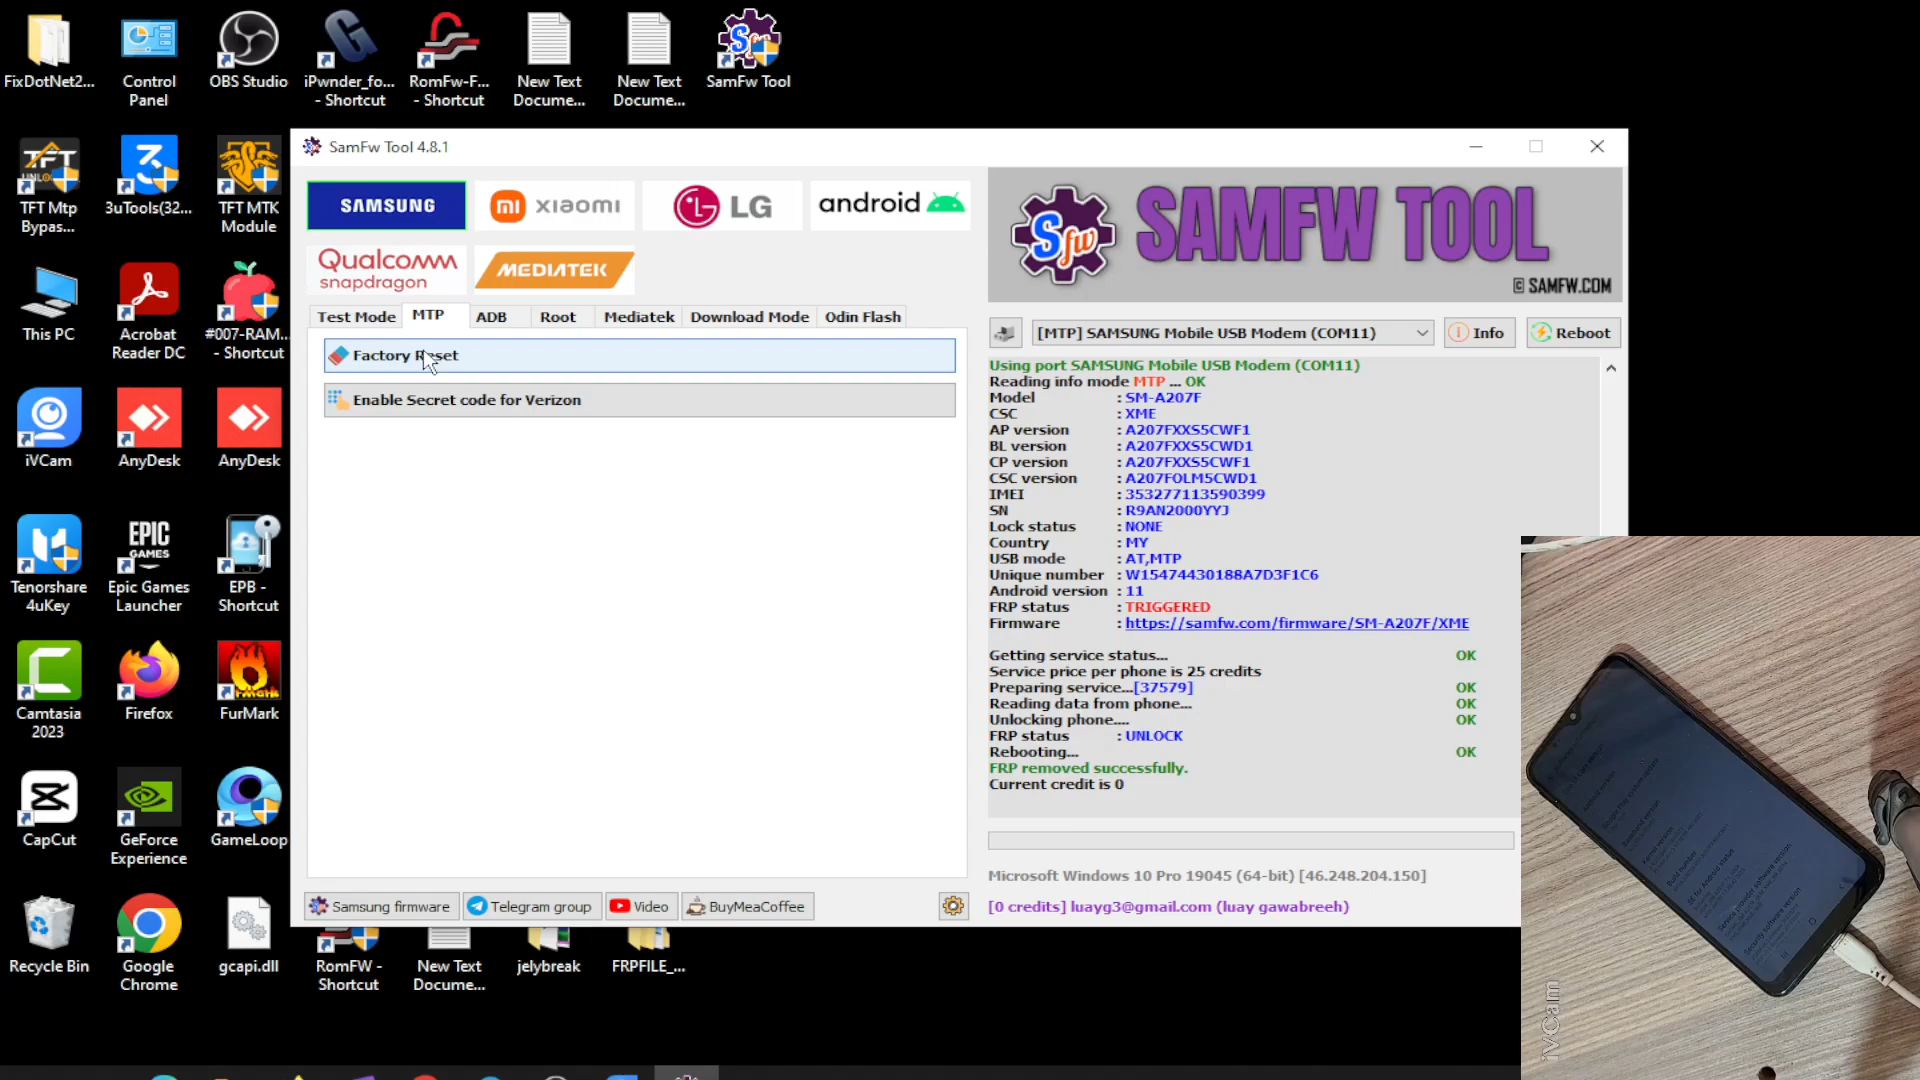 FixDotNet2...
Control Panel
OBS Studio
iPwnder_fo... - Shortcut
RomFw-F... - Shortcut
New Text Docume...
New Text Docume...
SamFw Tool
TFT Mtp Bypas...
3uTools(32...
TFT MTK Module
This PC
Acrobat Reader DC
#007-RAM... - Shortcut
iVCam
AnyDesk
AnyDesk
Tenorshare 4uKey
Epic Games Launcher
EPB - Shortcut
Camtasia 2023
Firefox
FurMark
CapCut
GeForce Experience
GameLoop
Recycle Bin
Google Chrome
gcapi.dll
RomFW - Shortcut
New Text Docume...
jelybreak
FRPFILE_...
SamFw Tool 4.8.1
SAMSUNG
mi xiaomi
LG
android
Qualcomm snapdragon
MEDIATEK
Sfw SAMFW TOOL
© SAMFW.COM
Test Mode MTP ADB Root Mediatek Download Mode Odin Flash
Factory Reset
Enable Secret code for Verizon
[MTP] SAMSUNG Mobile USB Modem (COM11)
Info
Reboot
Using port SAMSUNG Mobile USB Modem (COM11)
Reading info mode MTP ... OK
Model : SM-A207F
CSC : XME
AP version : A207FXXS5CWF1
BL version : A207FXXS5CWD1
CP version : A207FXXS5CWF1
CSC version : A207FOLM5CWD1
IMEI : 353277113590399
SN : R9AN2000YYJ
Lock status : NONE
Country : MY
USB mode : AT,MTP
Unique number : W15474430188A7D3F1C6
Android version : 11
FRP status : TRIGGERED
Firmware : https://samfw.com/firmware/SM-A207F/XME
Getting service status... OK
Service price per phone is 25 credits
Preparing service...[37579] OK
Reading data from phone... OK
Unlocking phone.... OK
FRP status : UNLOCK
Rebooting... OK
FRP removed successfully.
Current credit is 0
Microsoft Windows 10 Pro 19045 (64-bit) [46.248.204.150]
[0 credits] luayg3@gmail.com (luay gawabreeh)
Samsung firmware
Telegram group
Video
BuyMeaCoffee
iVCam